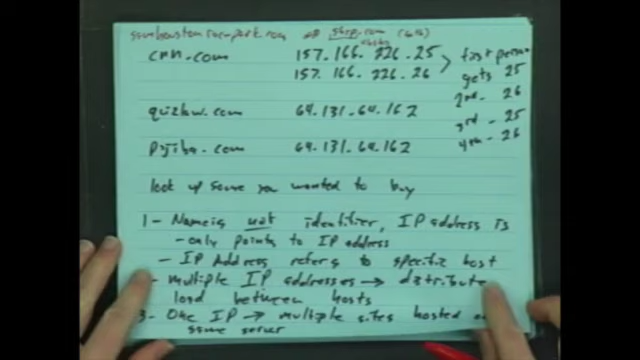 cnn.com 157.166.226.25 > first person
157.166.226.26 gets 25
2nd - 26
quizhw.com 64.131.64.162 3rd - 25
4th - 26
64.131.64.162
look up some you wanted to buy
1 - Name is not identifier, IP address is
- only points to IP address
- IP Address refers to specific host
- multiple IP addresses → distribute
load between hosts
3. One IP → multiple sites hosted on
same server